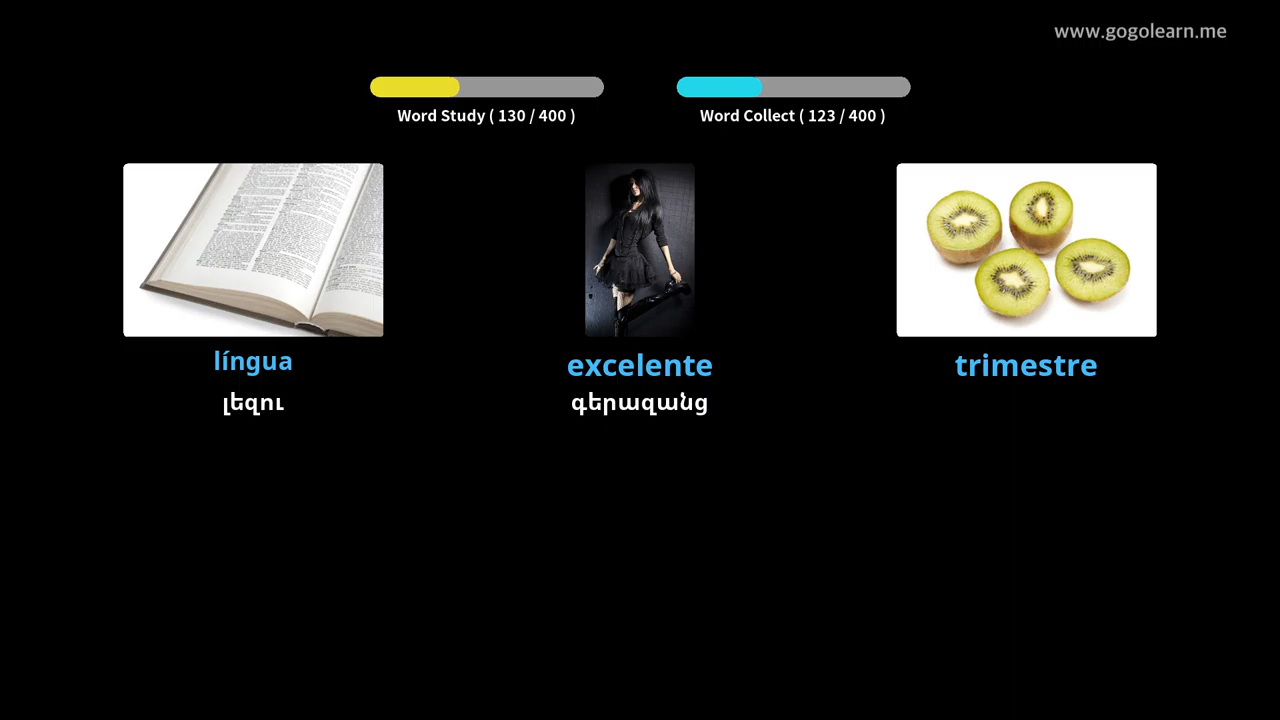 www.gogolearn.me
Word Study ( 130 / 400 )
Word Collect ( 123 / 400 )
língua
excelente
trimestre
լեզու
գերազանց